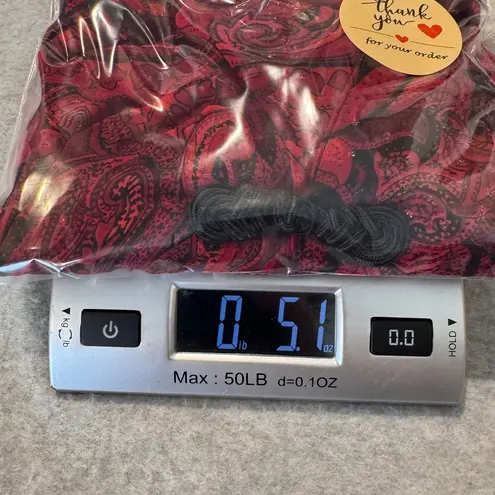 thank
you
for your order
kg lb
0 lb 5.1 oz
0.0
HOLD
Max : 50LB d=0.1OZ